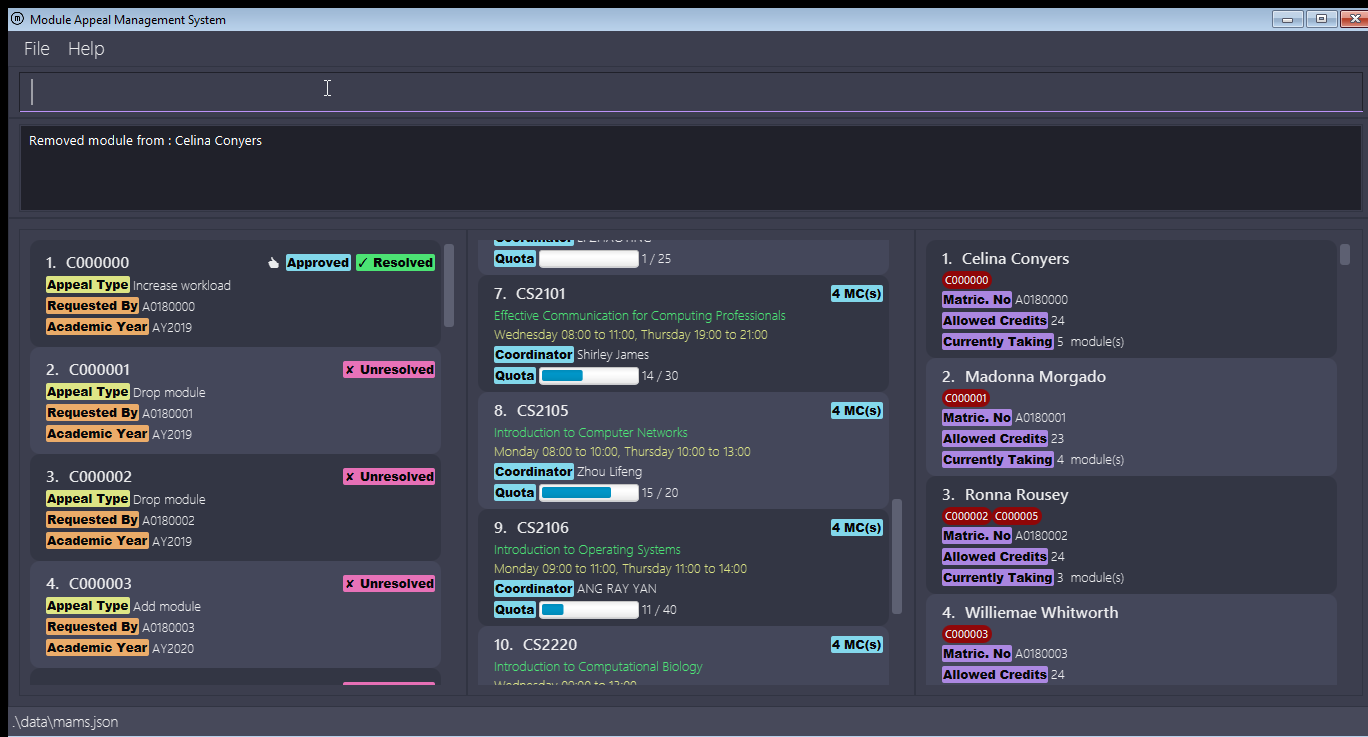 Module Appeal Management System
File Help
Removed module from : Celina Conyers
1. C000000 Approved ✓ Resolved
Appeal Type Increase workload
Requested By A0180000
Academic Year AY2019
2. C000001 ✘ Unresolved
Appeal Type Drop module
Requested By A0180001
Academic Year AY2019
3. C000002 ✘ Unresolved
Appeal Type Drop module
Requested By A0180002
Academic Year AY2019
4. C000003 ✘ Unresolved
Appeal Type Add module
Requested By A0180003
Academic Year AY2020
Quota 1 / 25
7. CS2101 4 MC(s)
Effective Communication for Computing Professionals
Wednesday 08:00 to 11:00, Thursday 19:00 to 21:00
Coordinator Shirley James
Quota 14 / 30
8. CS2105 4 MC(s)
Introduction to Computer Networks
Monday 08:00 to 10:00, Thursday 10:00 to 13:00
Coordinator Zhou Lifeng
Quota 15 / 20
9. CS2106 4 MC(s)
Introduction to Operating Systems
Monday 09:00 to 11:00, Thursday 11:00 to 14:00
Coordinator ANG RAY YAN
Quota 11 / 40
10. CS2220 4 MC(s)
Introduction to Computational Biology
Wednesday 09:00 to 12:00
1. Celina Conyers
C000000
Matric. No A0180000
Allowed Credits 24
Currently Taking 5 module(s)
2. Madonna Morgado
C000001
Matric. No A0180001
Allowed Credits 23
Currently Taking 4 module(s)
3. Ronna Rousey
C000002 C000005
Matric. No A0180002
Allowed Credits 24
Currently Taking 3 module(s)
4. Williemae Whitworth
C000003
Matric. No A0180003
Allowed Credits 24
.\data\mams.json